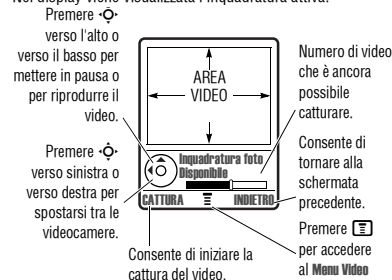 Nel display viene visualizzata l'inquadratura attiva.
Premere
verso l'alto o
verso il basso per
mettere in pausa o
per riprodurre il
video.
Premere
verso sinistra o
verso destra per
spostarsi tra le
videocamere.
AREA
VIDEO
Inquadratura foto
Disponibile
CATTURA
INDIETRO
Consente di iniziare la
cattura del video.
Numero di video
che è ancora
possibile
catturare.
Consente di
tornare alla
schermata
precedente.
Premere
per accedere
al Menu Video